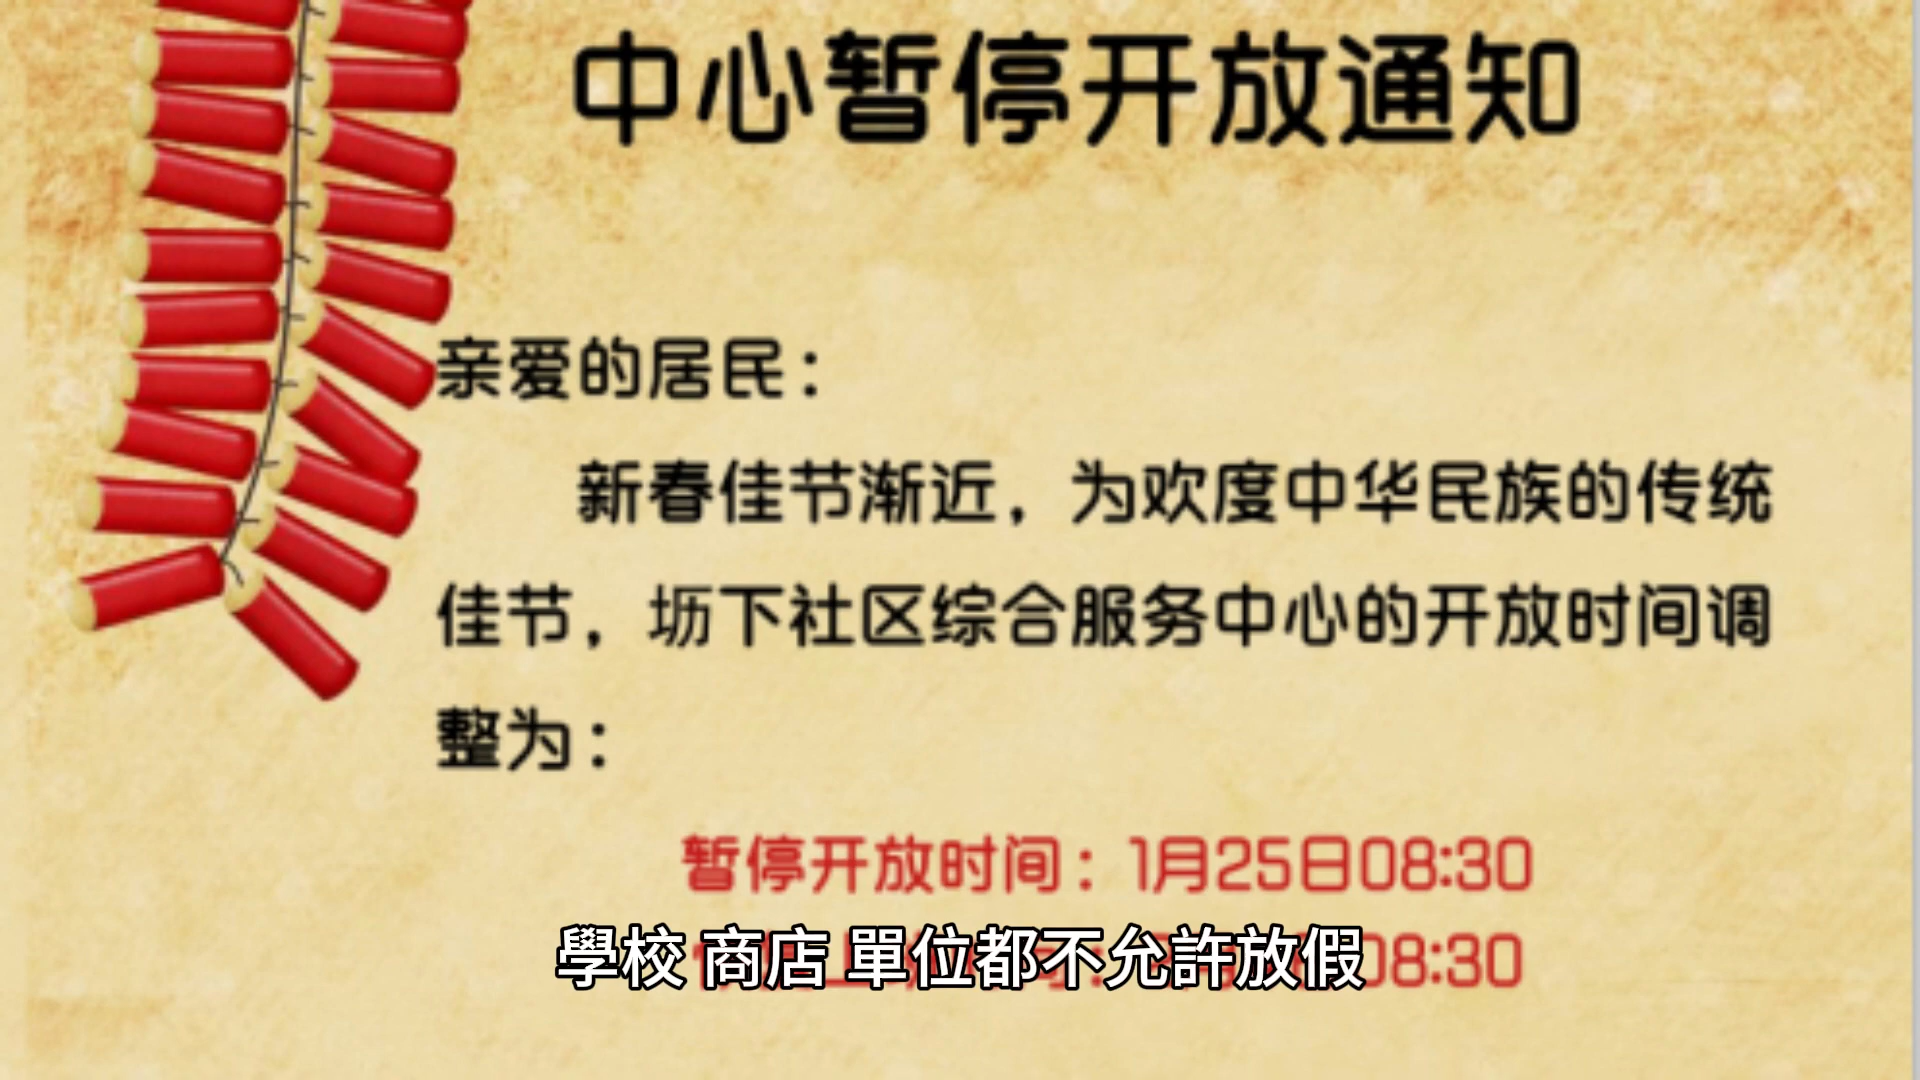 中心暂停开放通知
亲爱的居民：
新春佳节渐近，为欢度中华民族的传统
佳节，坜下社区综合服务中心的开放时间调
整为：
暂停开放时间：1月25日08:30
08:30
學校 商店 單位都不允許放假